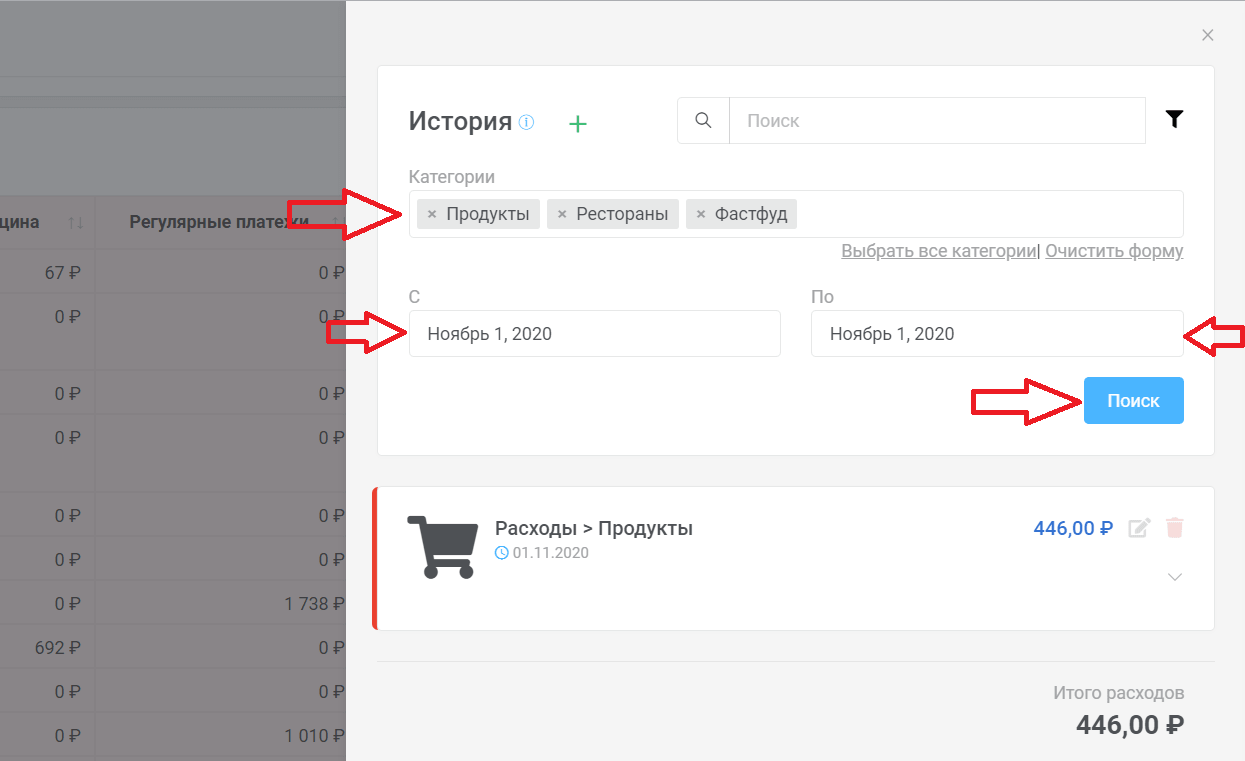 История
Поиск
Категории
× Продукты × Рестораны × Фастфуд
Выбрать все категории| Очистить форму
С По
Ноябрь 1, 2020 Ноябрь 1, 2020
Поиск
Расходы > Продукты 446,00 ₽
01.11.2020
Итого расходов
446,00 ₽
цина Регулярные платежи
67 ₽ 0 ₽
0 ₽ 0 ₽
0 ₽ 0 ₽
0 ₽ 0 ₽
0 ₽ 0 ₽
0 ₽ 0 ₽
0 ₽ 1 738 ₽
692 ₽ 0 ₽
0 ₽ 0 ₽
0 ₽ 1 010 ₽